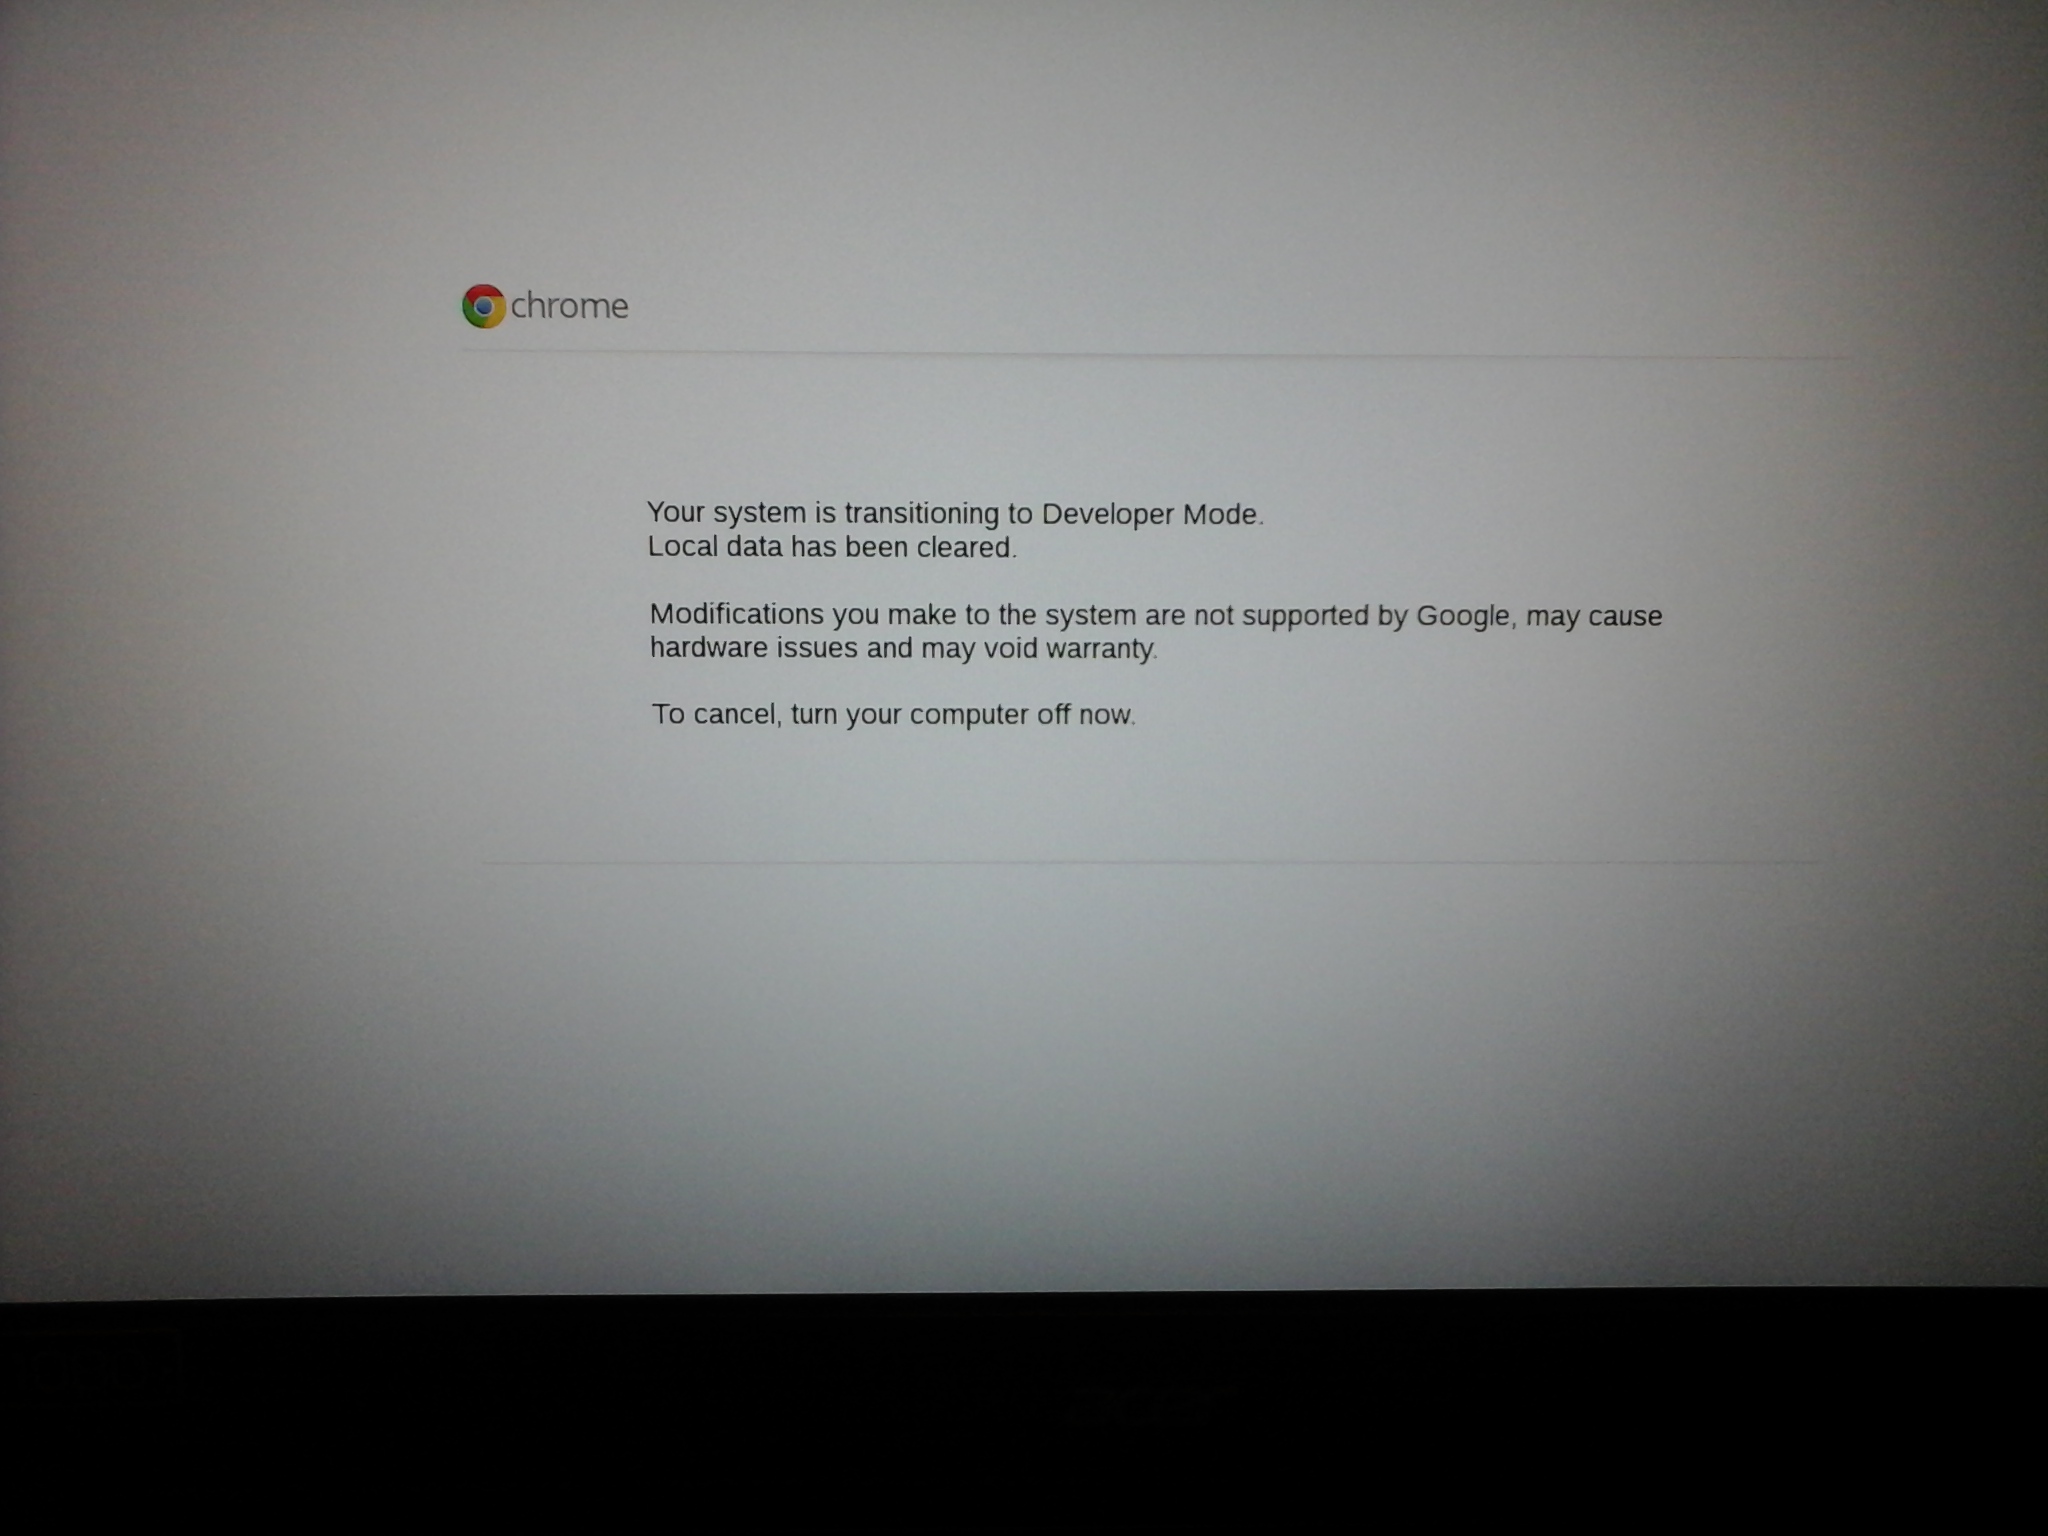 chrome
Your system is transitioning to Developer Mode.
Local data has been cleared.
Modifications you make to the system are not supported by Google, may cause
hardware issues and may void warranty.
To cancel, turn your computer off now.